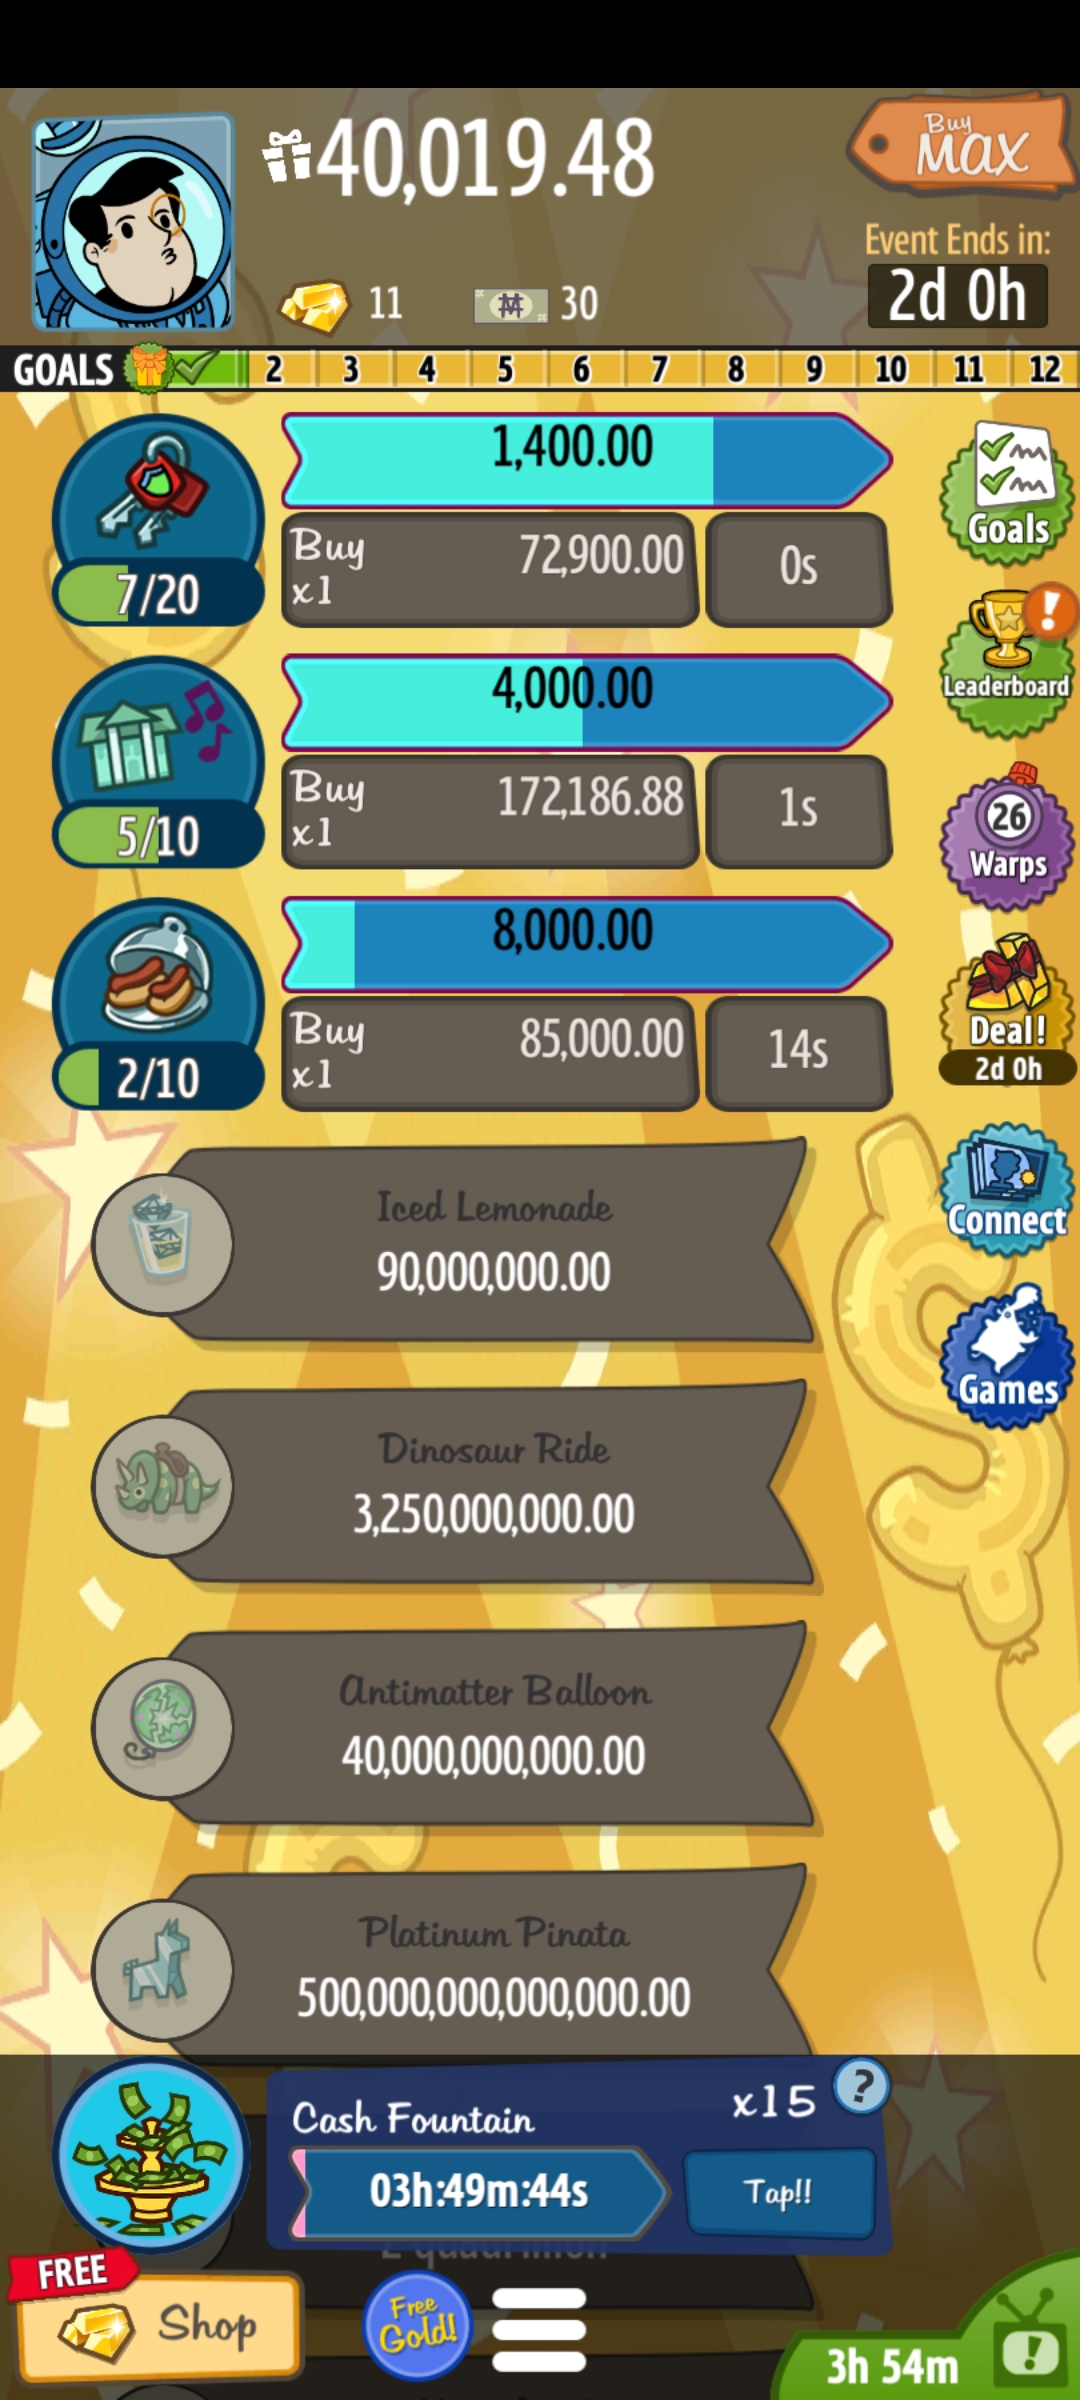 40,019.48
Buy
MAX
Event Ends in:
2d 0h
11
30
GOALS 2 3 4 5 6 7 8 9 10 11 12
1,400.00
Buy
x1
72,900.00
0s
7/20
Goals
4,000.00
Buy
x1
172,186.88
1s
5/10
!
Leaderboard
8,000.00
Buy
x1
85,000.00
14s
2/10
26
Warps
Deal!
2d 0h
Iced Lemonade
90,000,000.00
Connect
Dinosaur Ride
3,250,000,000.00
Games
Antimatter Balloon
40,000,000,000.00
Platinum Pinata
500,000,000,000,000.00
Cash Fountain
x15
?
03h:49m:44s
Tap!!
FREE
Shop
Free
Gold!
3h 54m
!